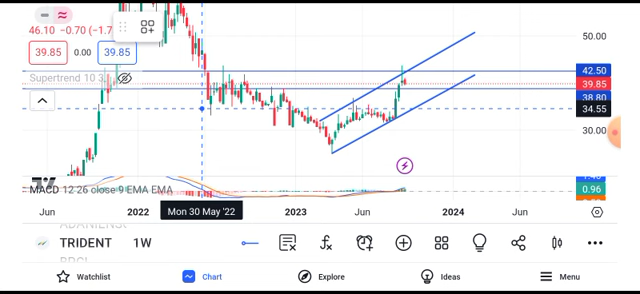 46.10 −0.70 (−1.7
50.00
39.85 0.00 39.85
42.50
Supertrend 10 3
39.85
38.80
34.55
30.00
MACD 12 26 close 9 EMA EMA
0.96
Jun 2022 Mon 30 May '22 2023 Jun 2024 Jun
TRIDENT 1W
Watchlist Chart Explore Ideas Menu